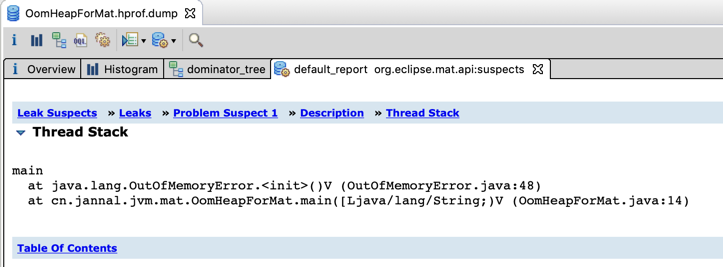 OomHeapForMat.hprof.dump
i OQL
i Overview Histogram dominator_tree default_report org.eclipse.mat.api:suspects
Leak Suspects » Leaks » Problem Suspect 1 » Description » Thread Stack
Thread Stack
main
at java.lang.OutOfMemoryError.<init>()V (OutOfMemoryError.java:48)
at cn.jannal.jvm.mat.OomHeapForMat.main([Ljava/lang/String;)V (OomHeapForMat.java:14)
Table Of Contents